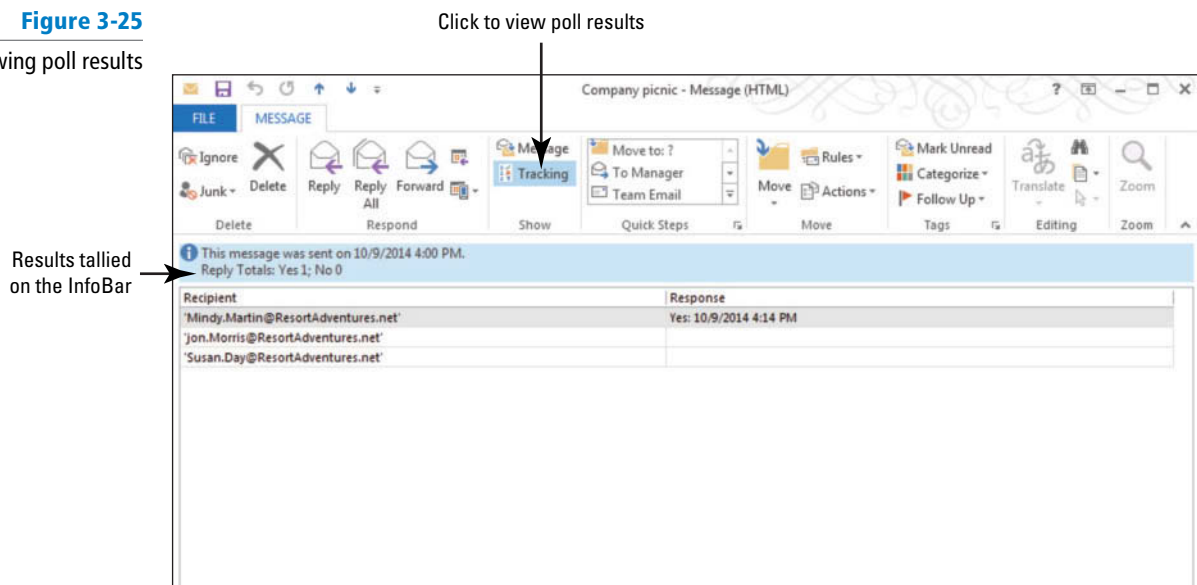 Figure 3-25
wing poll results
Click to view poll results
Company picnic - Message (HTML)
FILE
MESSAGE
Ignore
Junk
Delete
Reply
Reply All
Forward
Message
Tracking
Move to: ?
To Manager
Team Email
Move
Rules
Actions
Mark Unread
Categorize
Follow Up
Translate
Zoom
Delete
Respond
Show
Quick Steps
Move
Tags
Editing
Zoom
Results tallied
on the InfoBar
This message was sent on 10/9/2014 4:00 PM.
Reply Totals: Yes 1; No 0
Recipient
Response
'Mindy.Martin@ResortAdventures.net'
Yes: 10/9/2014 4:14 PM
'jon.Morris@ResortAdventures.net'
'Susan.Day@ResortAdventures.net'